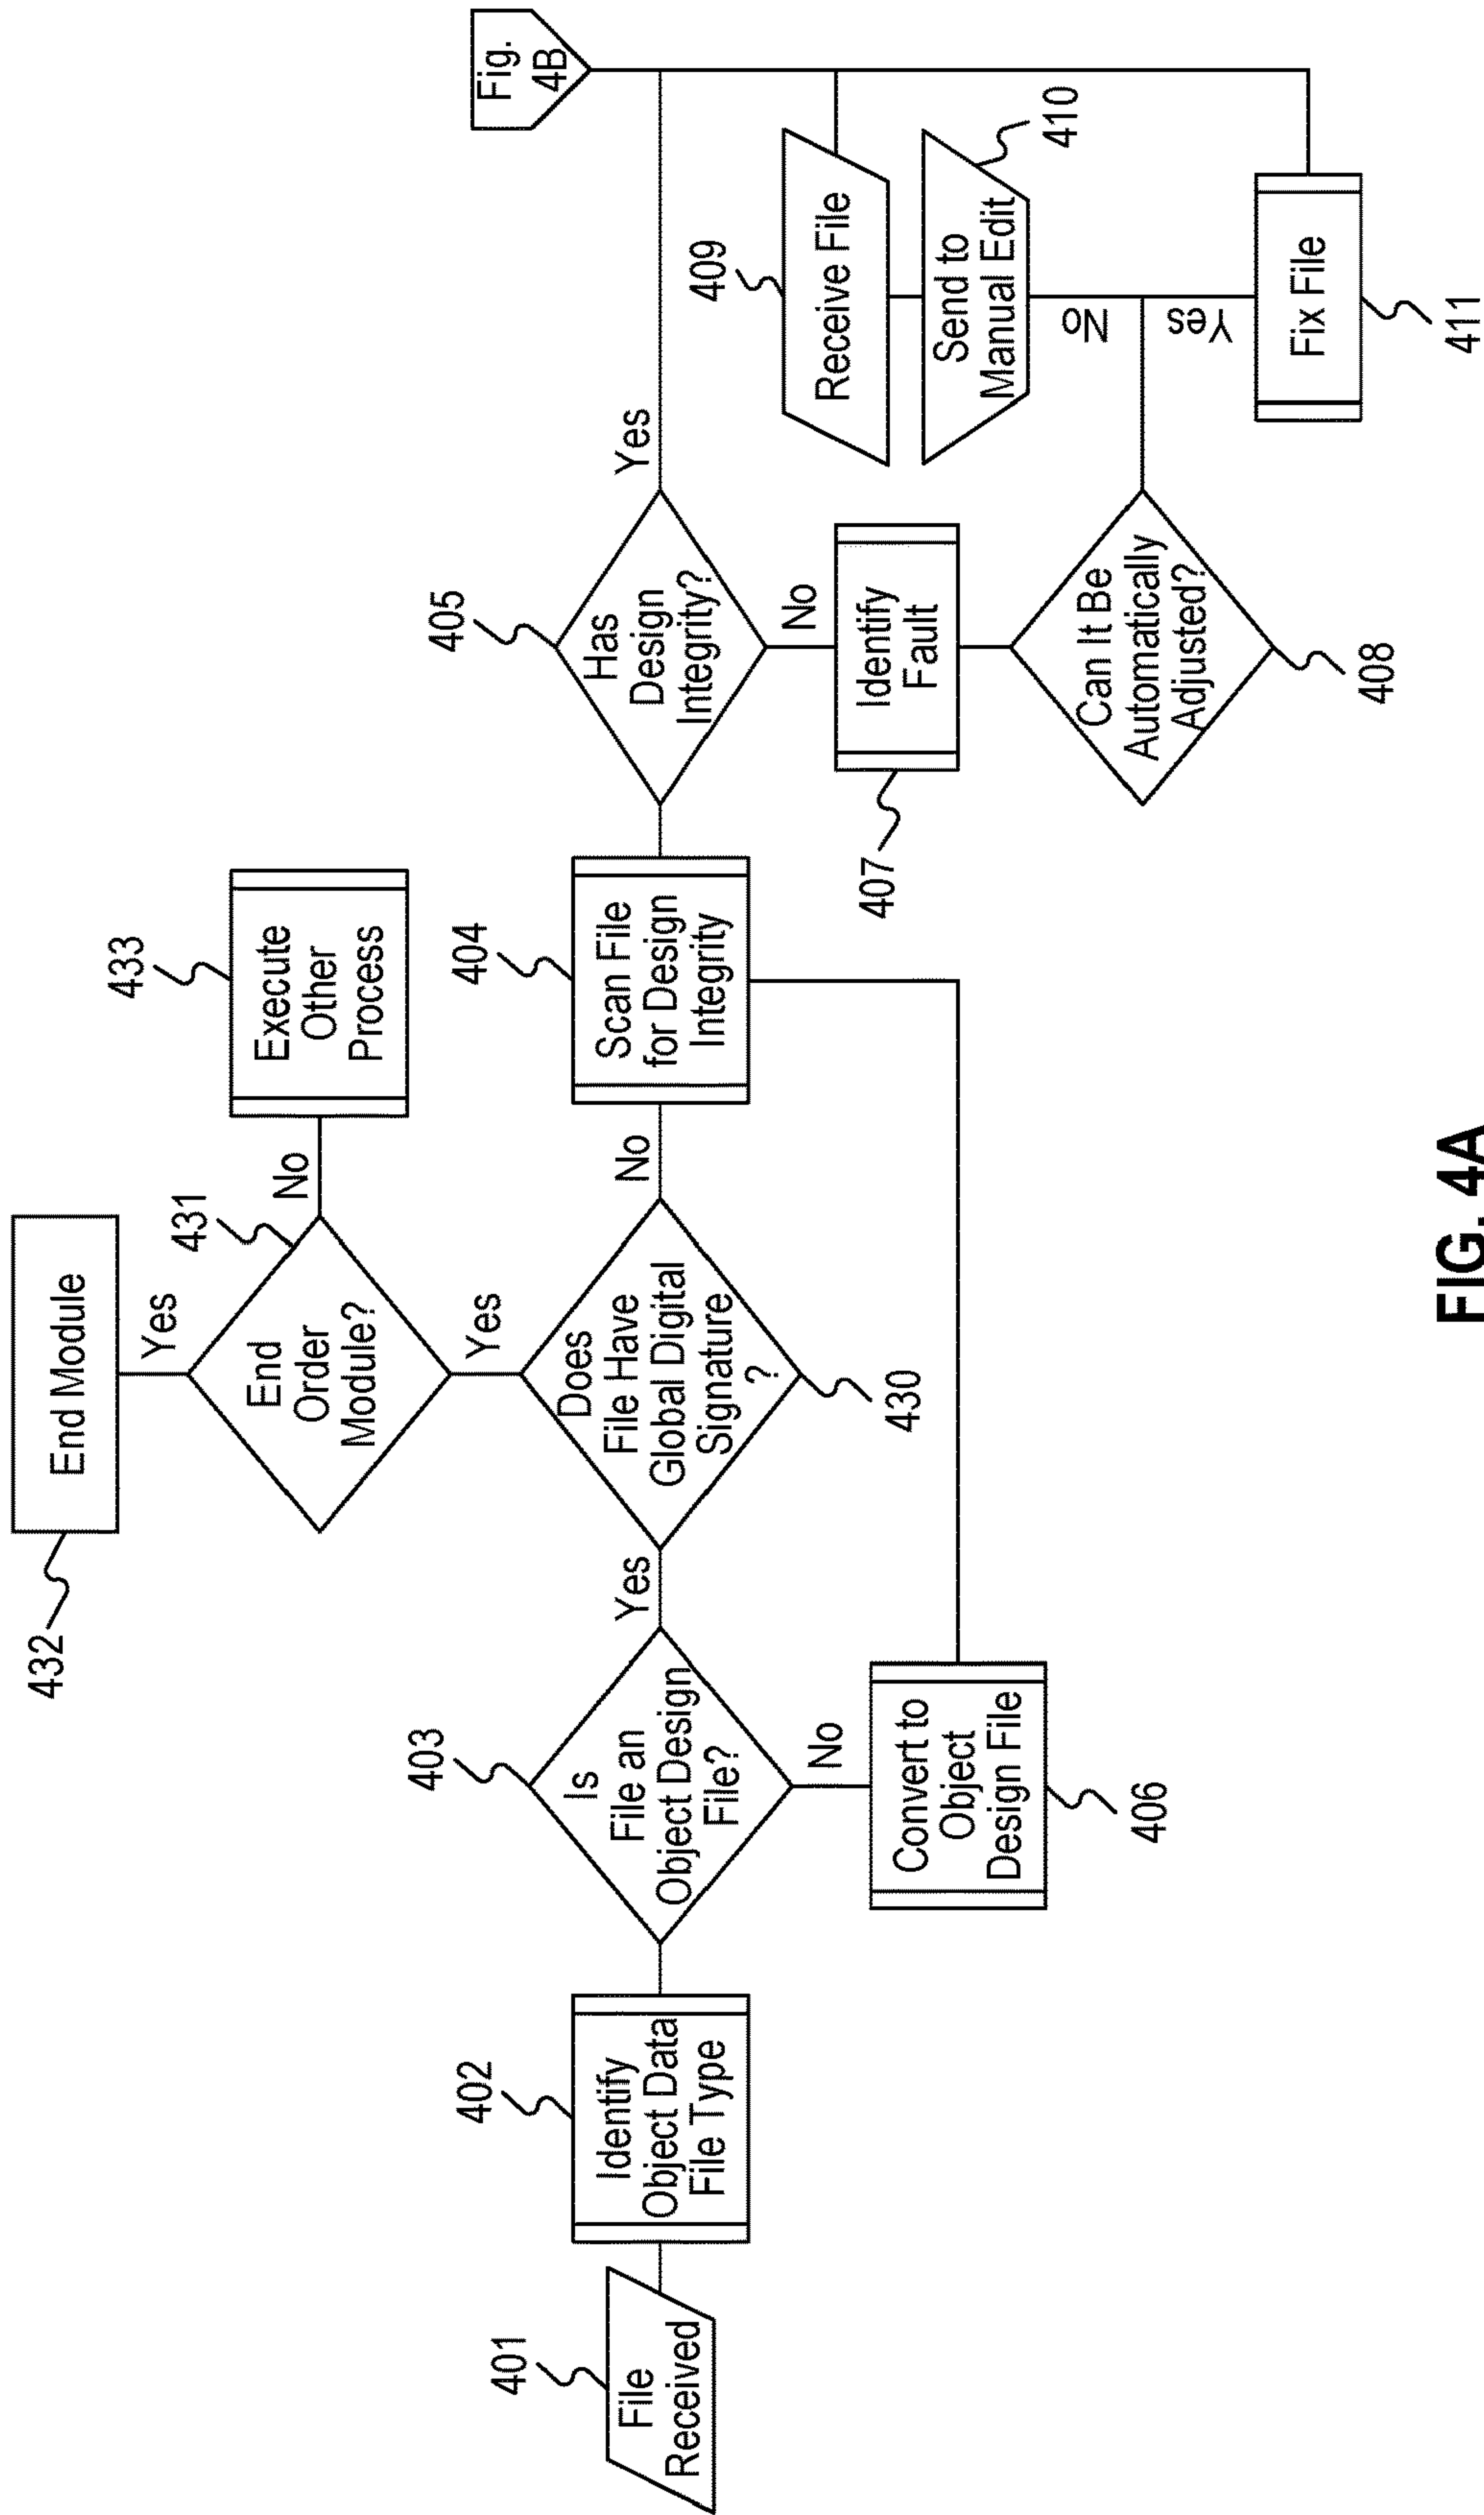 432
End Module
Yes
433
Execute
Other
Process
431
No
End
Order
Module?
Yes
Fig.
4B
401
File
Received
402
Identify
Object Data
File Type
403
Is
File an
Object Design
File?
Yes
No
Does
File Have
Global Digital
Signature
?
430
No
404
Scan File
for Design
Integrity
405
Has
Design
Integrity?
Yes
No
406
Convert to
Object
Design File
407
Identify
Fault
409
Receive File
410
Send to
Manual Edit
No
Yes
408
Can It Be
Automatically
Adjusted?
Fix File
411
FIG. 4A